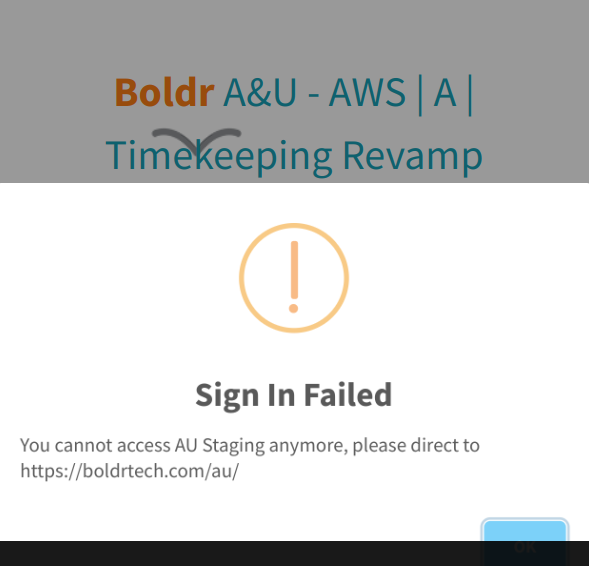 Boldr A&U - AWS | A |
Timekeeping Revamp
Sign In Failed
You cannot access AU Staging anymore, please direct to
https://boldrtech.com/au/
OK